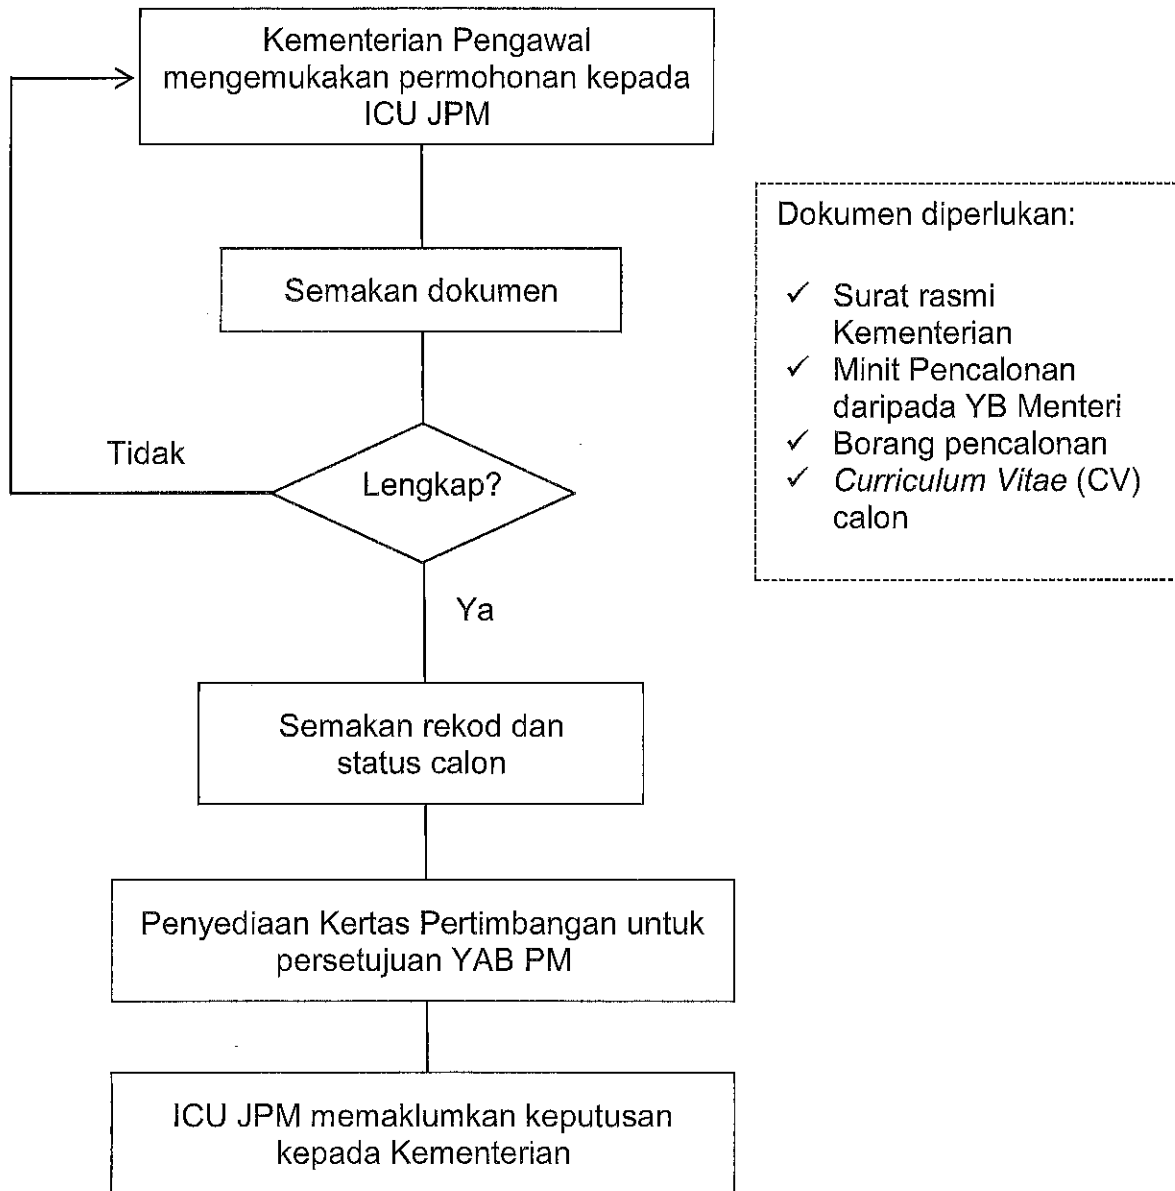 Kementerian Pengawal
mengemukakan permohonan kepada
ICU JPM
Semakan dokumen
Tidak
Lengkap?
Ya
Semakan rekod dan
status calon
Penyediaan Kertas Pertimbangan untuk
persetujuan YAB PM
ICU JPM memaklumkan keputusan
kepada Kementerian
Dokumen diperlukan:
✓ Surat rasmi
Kementerian
✓ Minit Pencalonan
daripada YB Menteri
✓ Borang pencalonan
✓ Curriculum Vitae (CV)
calon